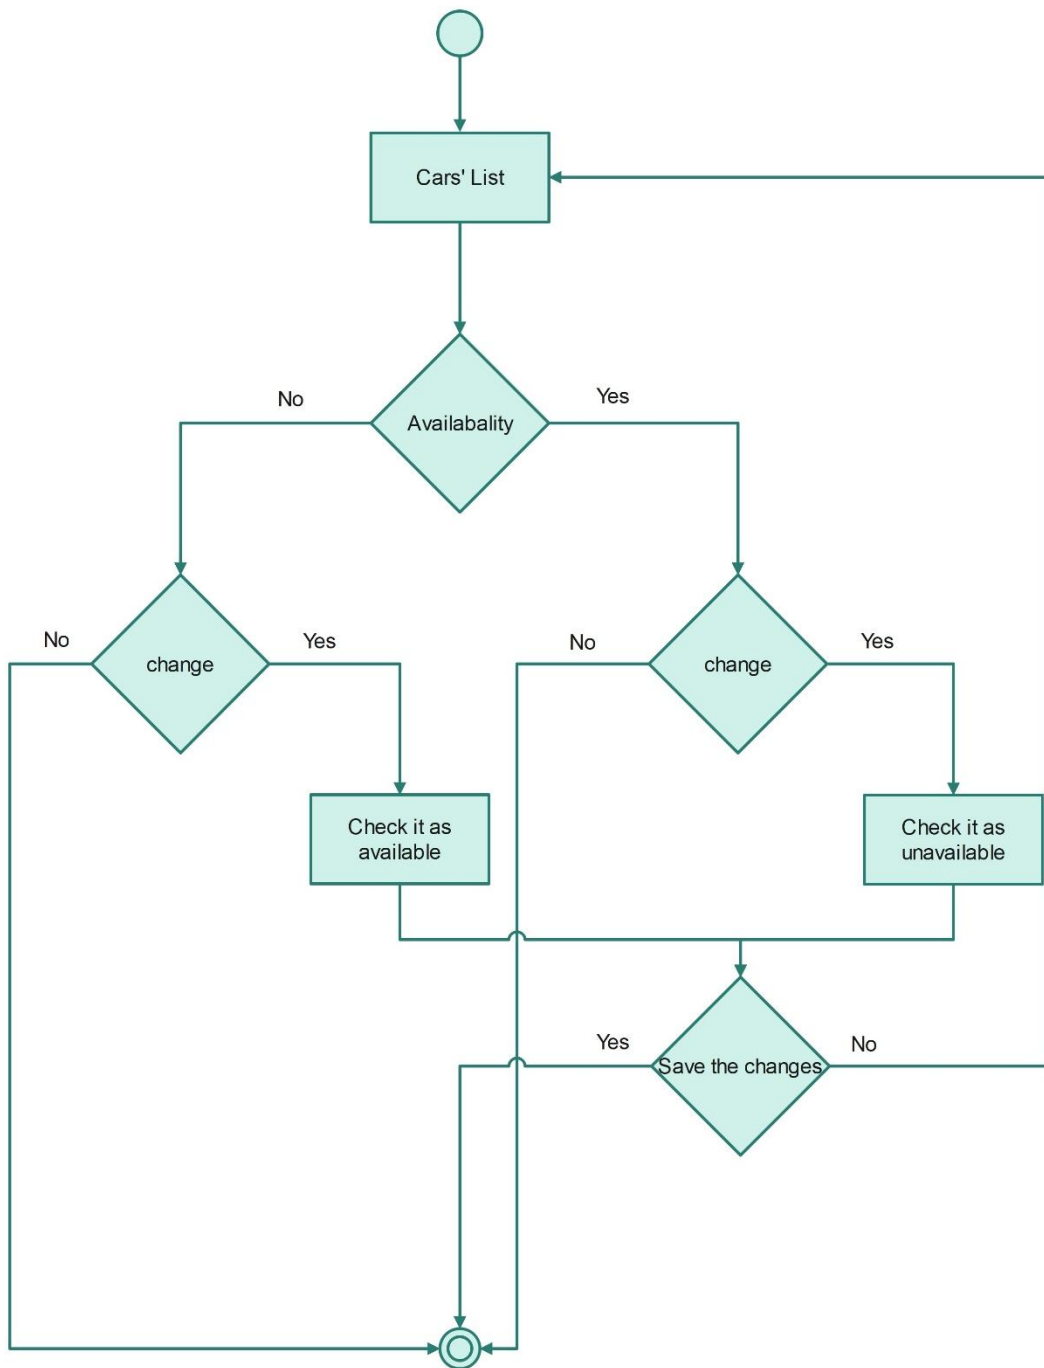 Cars' List
No
Yes
Availabality
No
Yes
No
Yes
change
change
Check it as
available
Check it as
unavailable
Yes
No
Save the changes